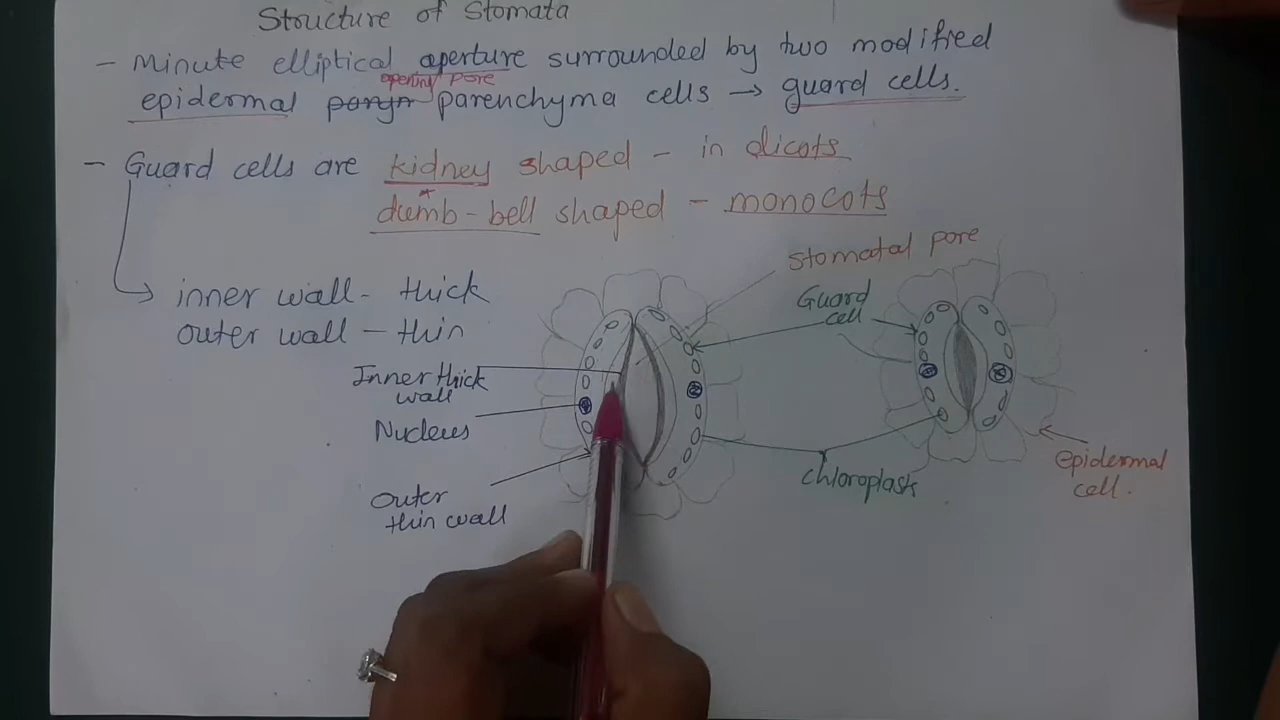 Structure of Stomata
- Minute elliptical aperture surrounded by two modified
opening pore
epidermal parenchyma cells → guard cells.
- Guard cells are kidney shaped - in dicots
dumb-bell shaped - monocots
inner wall - thick
outer wall - thin
Stomatal pore
Guard
cell
Inner thick
wall
Nucleus
Outer
thin wall
chloroplasts
epidermal
cell.